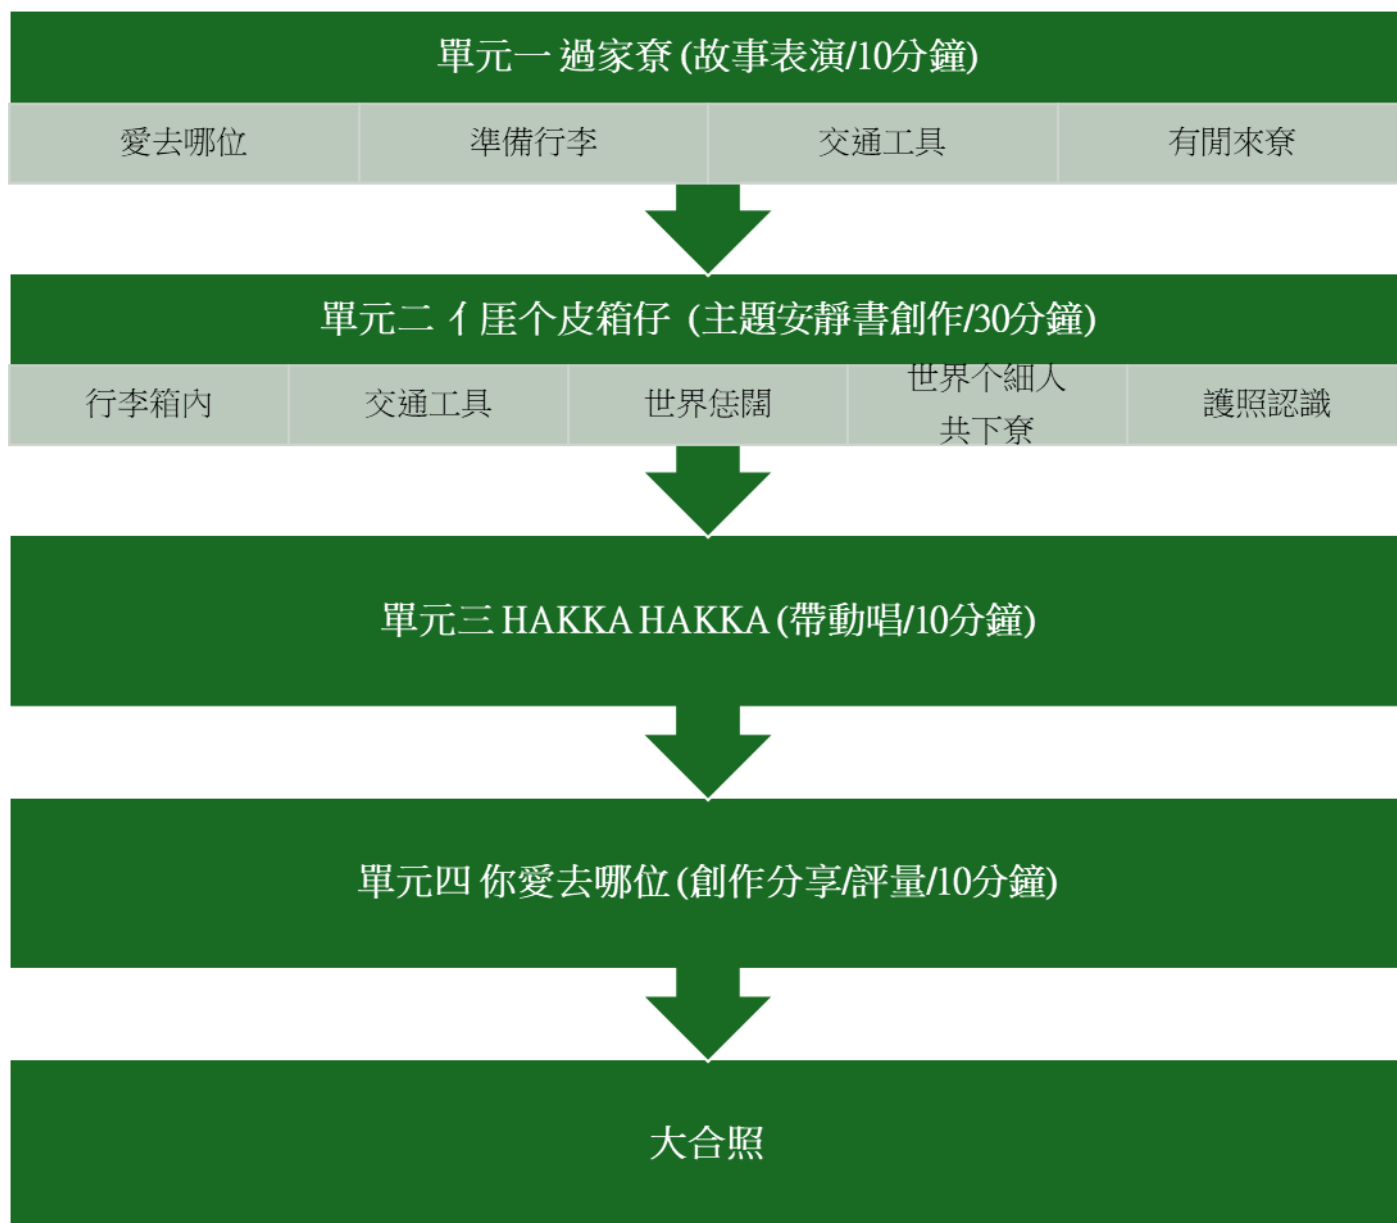 單元一 過家尞 (故事表演/10分鐘)
愛去哪位
準備行李
交通工具
有閒來尞
單元二 亻厓个皮箱仔 (主題安靜書創作/30分鐘)
行李箱內
交通工具
世界恁闊
世界个細人
共下尞
護照認識
單元三 HAKKA HAKKA (帶動唱/10分鐘)
單元四 你愛去哪位 (創作分享/評量/10分鐘)
大合照